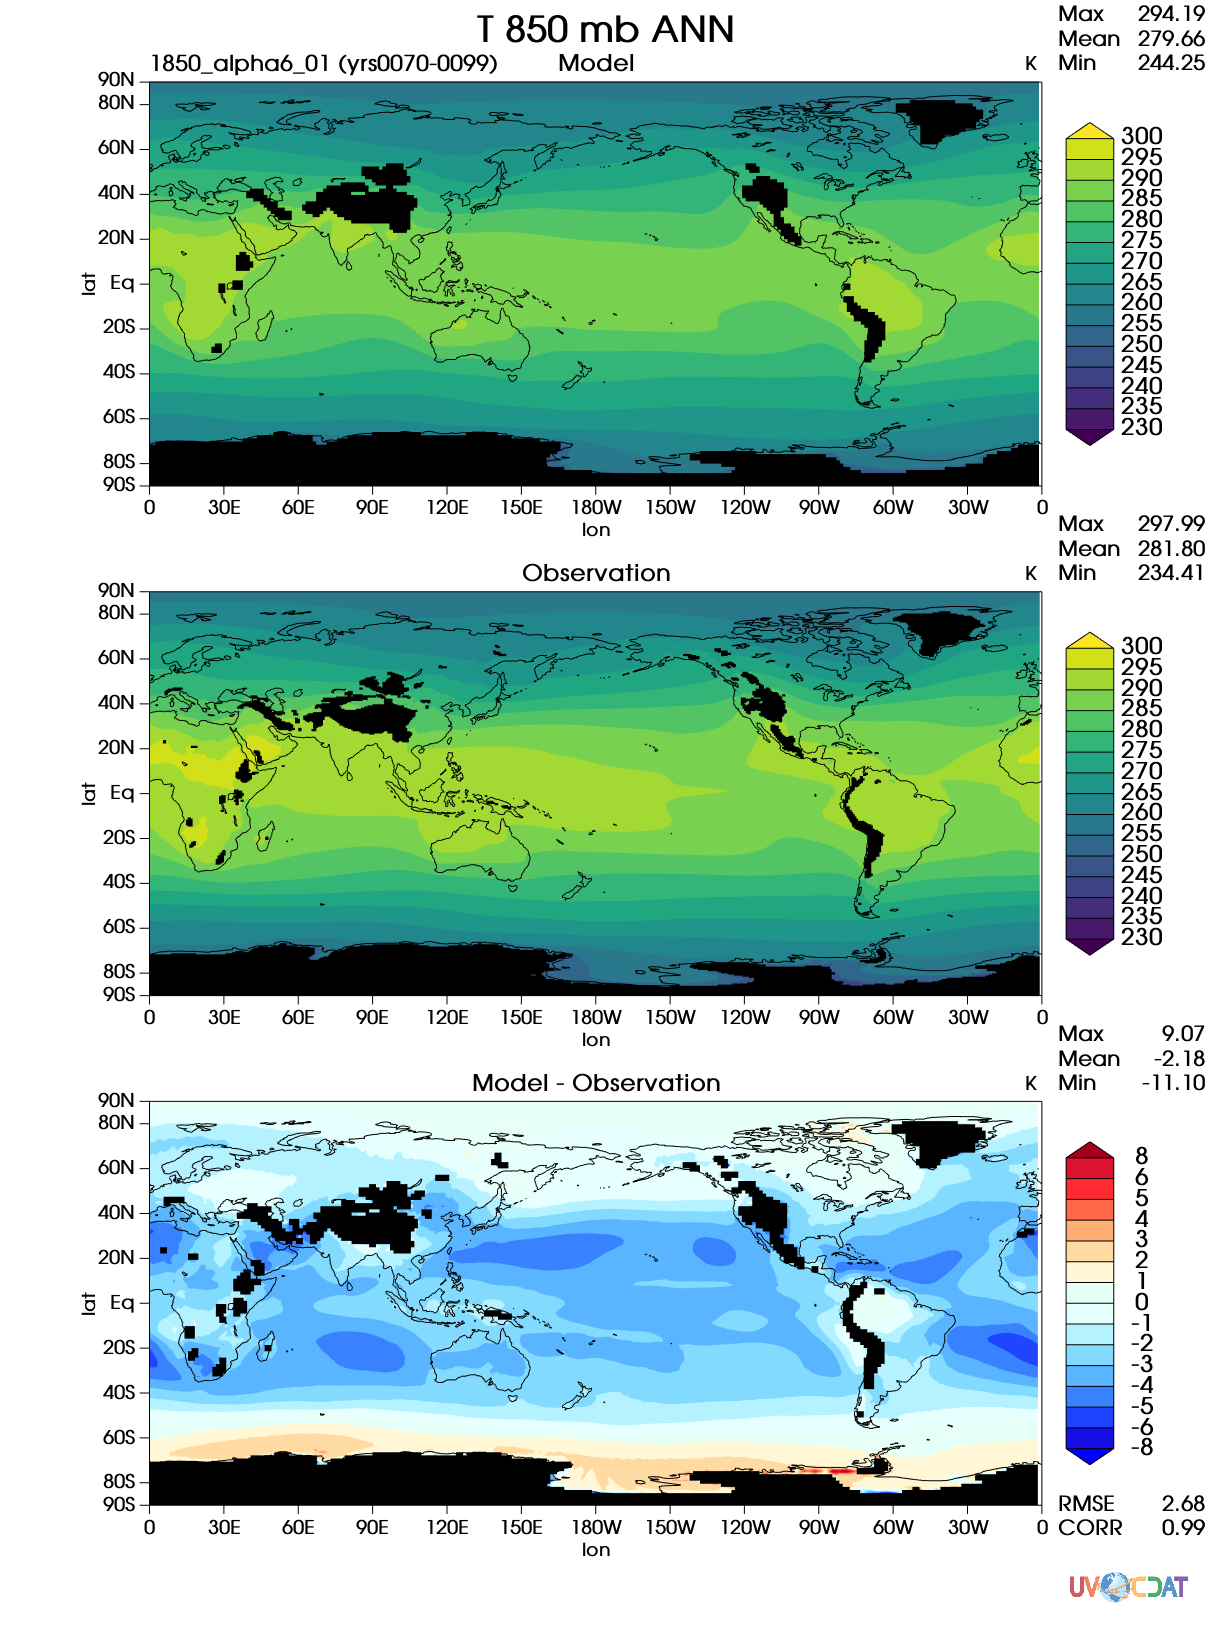 T 850 mb ANN
Max 294.19
Mean 279.66
Min 244.25
1850_alpha6_01 (yrs0070-0099) Model K
90N
80N
60N
40N
20N
Eq
20S
40S
60S
80S
90S
lat
0 30E 60E 90E 120E 150E 180W 150W 120W 90W 60W 30W 0
lon
300
295
290
285
280
275
270
265
260
255
250
245
240
235
230
Max 297.99
Mean 281.80
Min 234.41
Observation K
90N
80N
60N
40N
20N
Eq
20S
40S
60S
80S
90S
lat
0 30E 60E 90E 120E 150E 180W 150W 120W 90W 60W 30W 0
lon
300
295
290
285
280
275
270
265
260
255
250
245
240
235
230
Max 9.07
Mean -2.18
Min -11.10
Model - Observation K
90N
80N
60N
40N
20N
Eq
20S
40S
60S
80S
90S
lat
0 30E 60E 90E 120E 150E 180W 150W 120W 90W 60W 30W 0
lon
8
6
5
4
3
2
1
0
-1
-2
-3
-4
-5
-6
-8
RMSE 2.68
CORR 0.99
UV CDAT